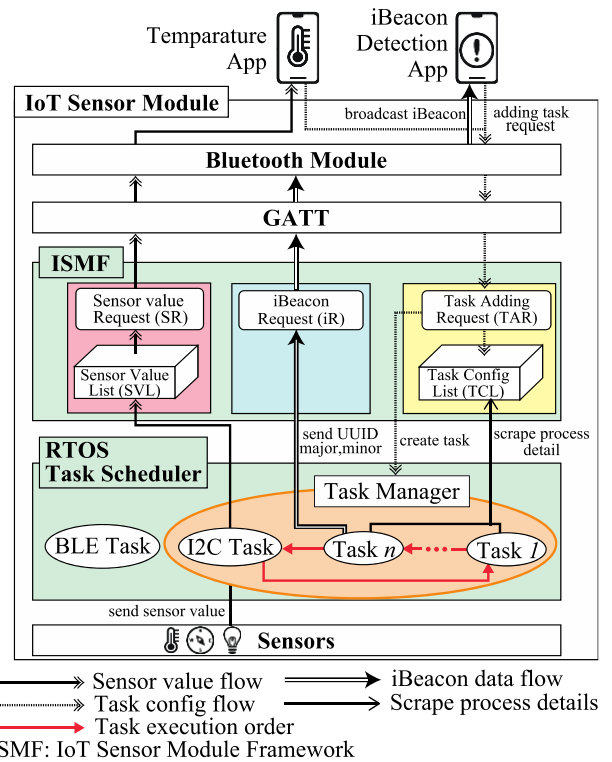 Temparature
App
iBeacon
Detection
App
IoT Sensor Module
broadcast iBeacon
adding task
request
Bluetooth Module
GATT
ISMF
Sensor value
Request (SR)
iBeacon
Request (iR)
Task Adding
Request (TAR)
Sensor Value
List (SVL)
Task Config
List (TCL)
send UUID
major,minor
create task
scrape process
detail
RTOS
Task Scheduler
Task Manager
BLE Task
I2C Task
Task n
Task 1
send sensor value
Sensors
Sensor value flow
iBeacon data flow
Task config flow
Scrape process details
Task execution order
SMF: IoT Sensor Module Framework